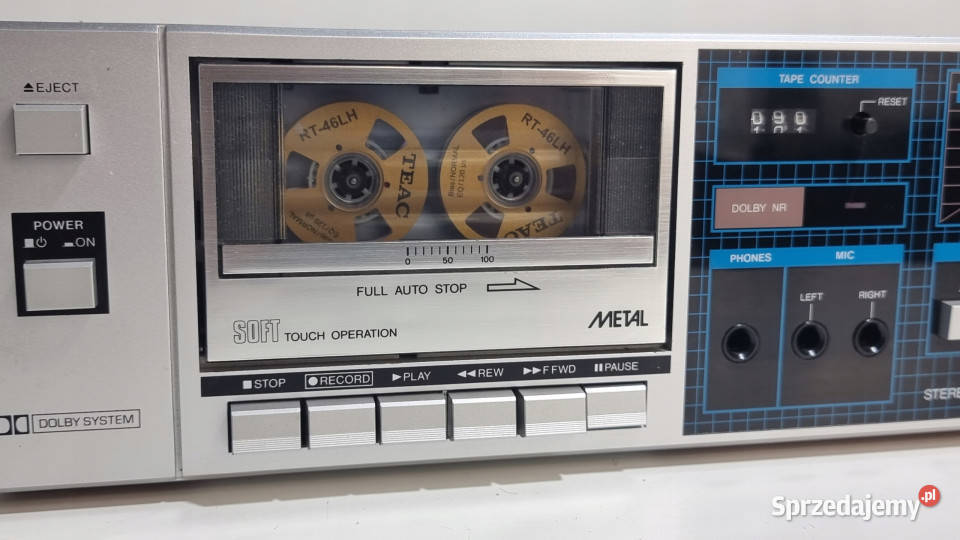 EJECT
POWER
ON
DOLBY SYSTEM
RT-46LH
TEAC
RT-46LH
TEAC
0 50 100
FULL AUTO STOP
SOFT TOUCH OPERATION
METAL
STOP
RECORD
PLAY
REW
F FWD
PAUSE
TAPE COUNTER
RESET
090
DOLBY NR
PHONES
MIC
LEFT
RIGHT
STERE
Sprzedajemy.pl